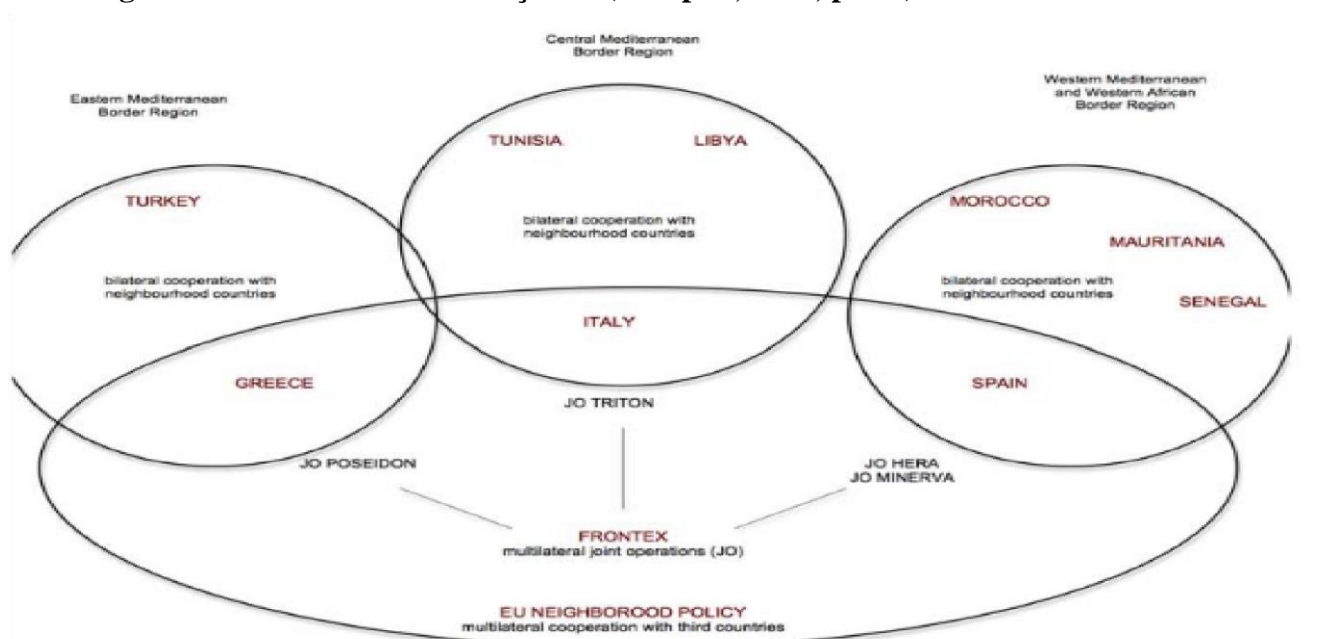 Central Mediterranean
Border Region
Eastern Mediterranean
Border Region
Western Mediterranean
and Western African
Border Region
TUNISIA
LIBYA
TURKEY
MOROCCO
MAURITANIA
SENEGAL
bilateral cooperation with
neighbourhood countries
bilateral cooperation with
neighbourhood countries
bilateral cooperation with
neighbourhood countries
ITALY
GREECE
SPAIN
JO TRITON
JO POSEIDON
JO HERA
JO MINERVA
FRONTEX
multilateral joint operations (JO)
EU NEIGHBOROOD POLICY
multilateral cooperation with third countries